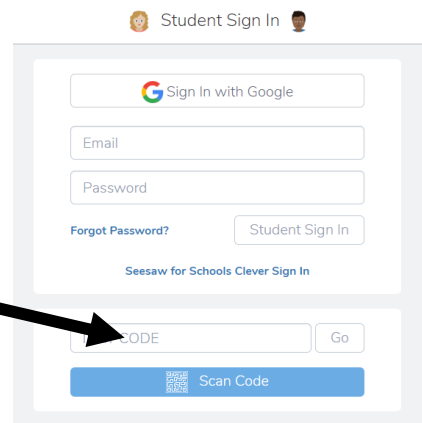 Student Sign In
Sign In with Google
Email
Password
Forgot Password?
Student Sign In
Seesaw for Schools Clever Sign In
CODE
Go
Scan Code